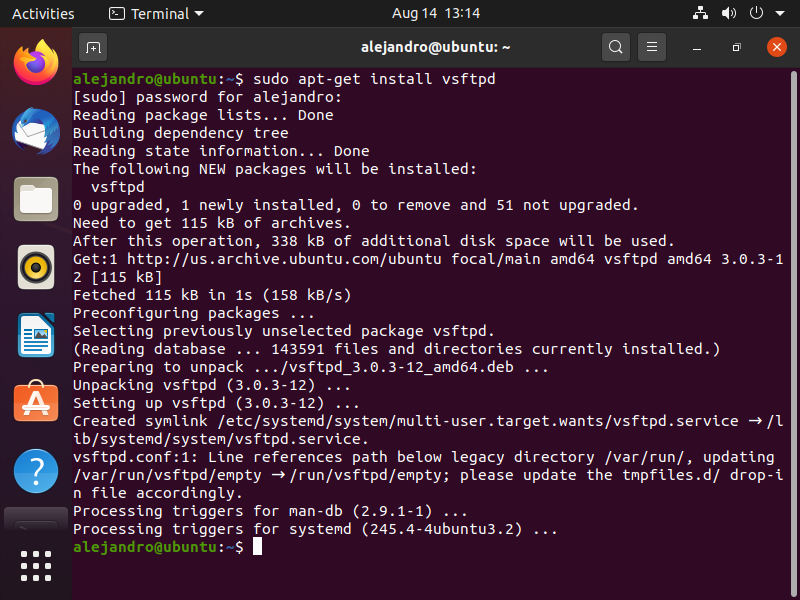 Activities Terminal Aug 14 13:14
alejandro@ubuntu: ~
alejandro@ubuntu:~$ sudo apt-get install vsftpd
[sudo] password for alejandro:
Reading package lists... Done
Building dependency tree
Reading state information... Done
The following NEW packages will be installed:
  vsftpd
0 upgraded, 1 newly installed, 0 to remove and 51 not upgraded.
Need to get 115 kB of archives.
After this operation, 338 kB of additional disk space will be used.
Get:1 http://us.archive.ubuntu.com/ubuntu focal/main amd64 vsftpd amd64 3.0.3-1
2 [115 kB]
Fetched 115 kB in 1s (158 kB/s)
Preconfiguring packages ...
Selecting previously unselected package vsftpd.
(Reading database ... 143591 files and directories currently installed.)
Preparing to unpack .../vsftpd_3.0.3-12_amd64.deb ...
Unpacking vsftpd (3.0.3-12) ...
Setting up vsftpd (3.0.3-12) ...
Created symlink /etc/systemd/system/multi-user.target.wants/vsftpd.service → /l
ib/systemd/system/vsftpd.service.
vsftpd.conf:1: Line references path below legacy directory /var/run/, updating
/var/run/vsftpd/empty → /run/vsftpd/empty; please update the tmpfiles.d/ drop-i
n file accordingly.
Processing triggers for man-db (2.9.1-1) ...
Processing triggers for systemd (245.4-4ubuntu3.2) ...
alejandro@ubuntu:~$